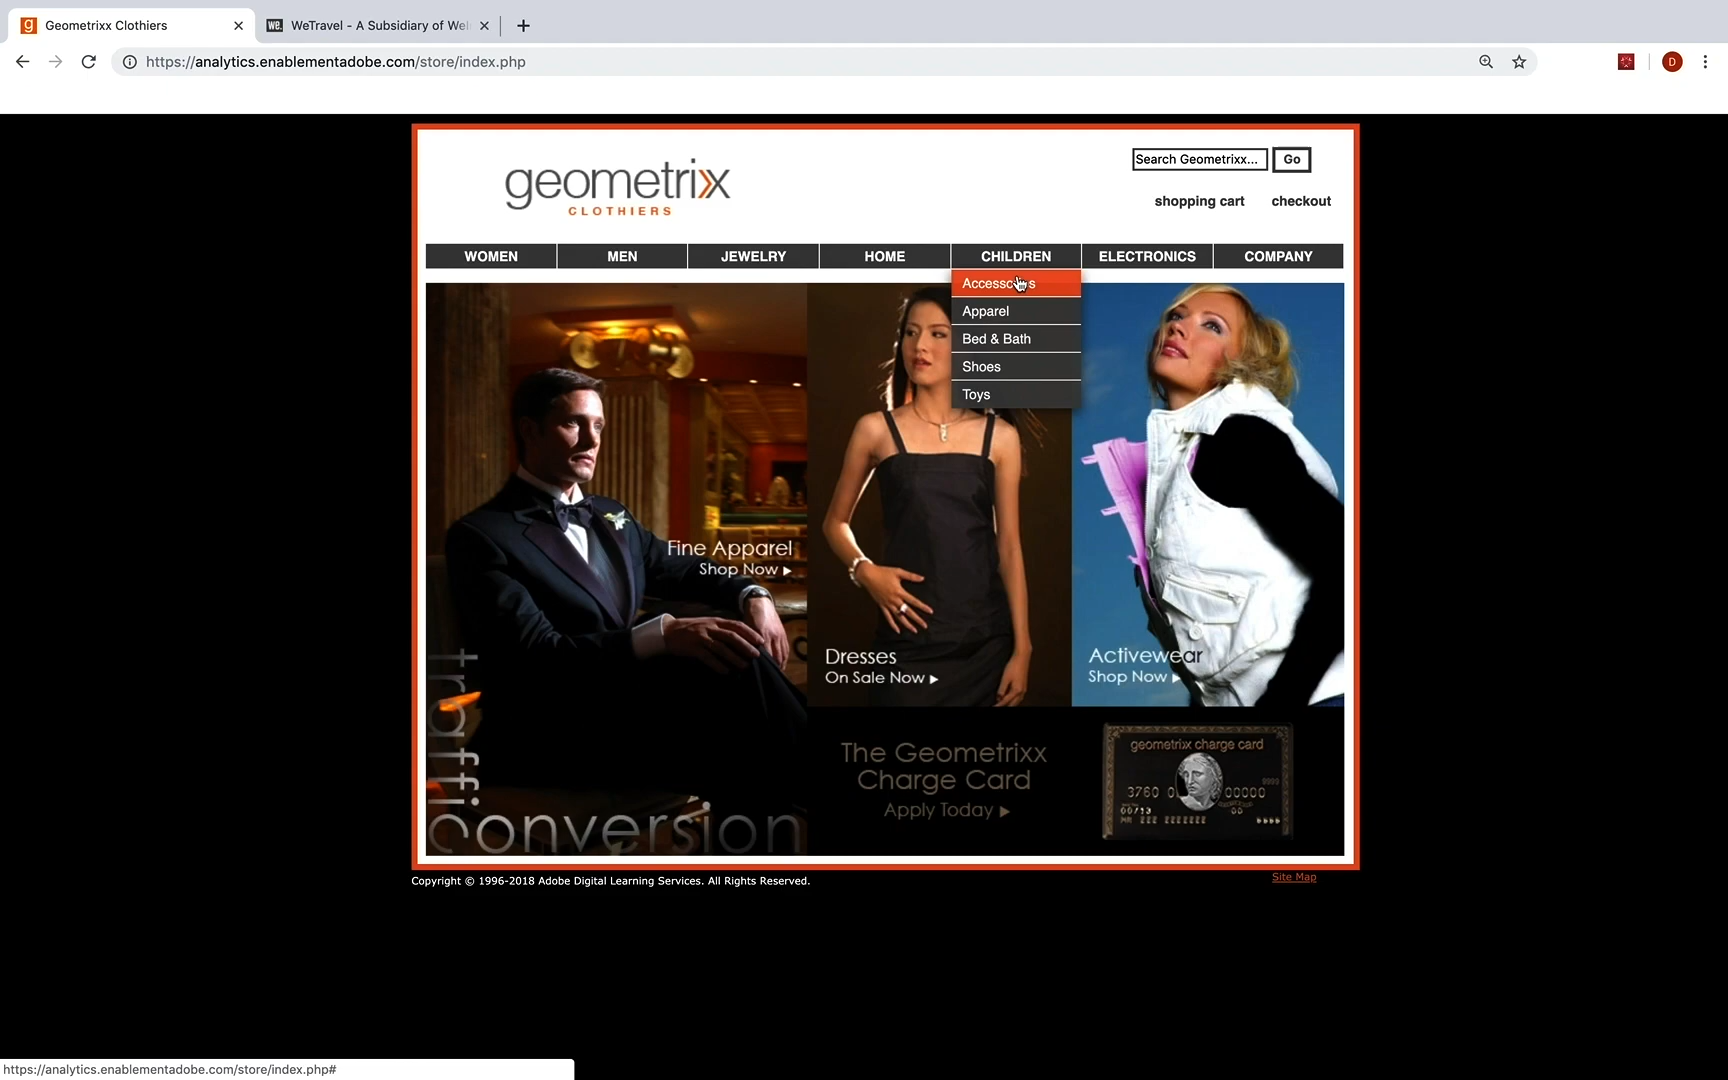 Geometrixx Clothiers
WeTravel - A Subsidiary of Wel
https://analytics.enablementadobe.com/store/index.php
D
geometrixx
CLOTHIERS
Search Geometrixx...
Go
shopping cart
checkout
WOMEN
MEN
JEWELRY
HOME
CHILDREN
ELECTRONICS
COMPANY
Apparel
Bed & Bath
Shoes
Toys
Fine Apparel
Shop Now
Dresses
On Sale Now
Activewear
Shop Now
traffic
conversion
The Geometrixx
Charge Card
Apply Today
geometrixx charge card
Copyright © 1996-2018 Adobe Digital Learning Services. All Rights Reserved.
Site Map
https://analytics.enablementadobe.com/store/index.php#